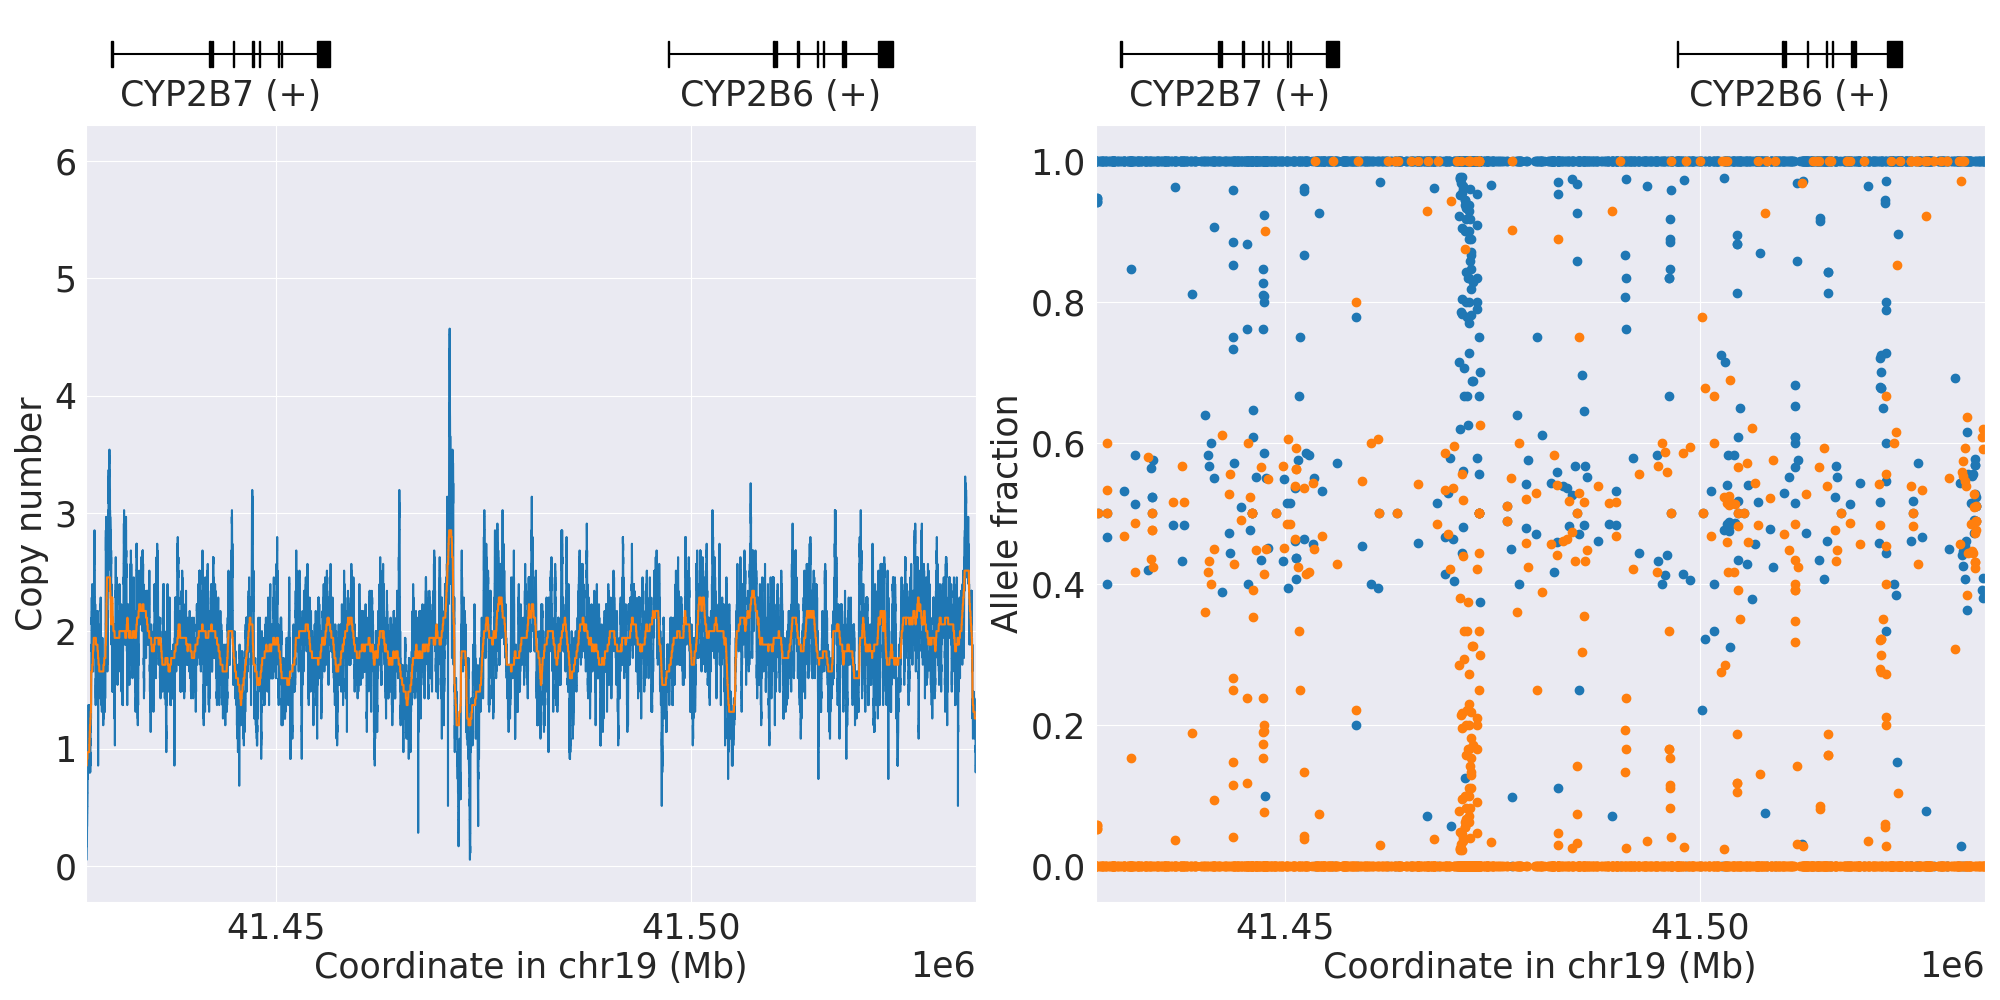 CYP2B7 (+)
CYP2B6 (+)
6
5
4
3
2
1
0
Copy number
41.45
41.50
Coordinate in chr19 (Mb)
1e6
CYP2B7 (+)
CYP2B6 (+)
1.0
0.8
0.6
0.4
0.2
0.0
Allele fraction
41.45
41.50
Coordinate in chr19 (Mb)
1e6